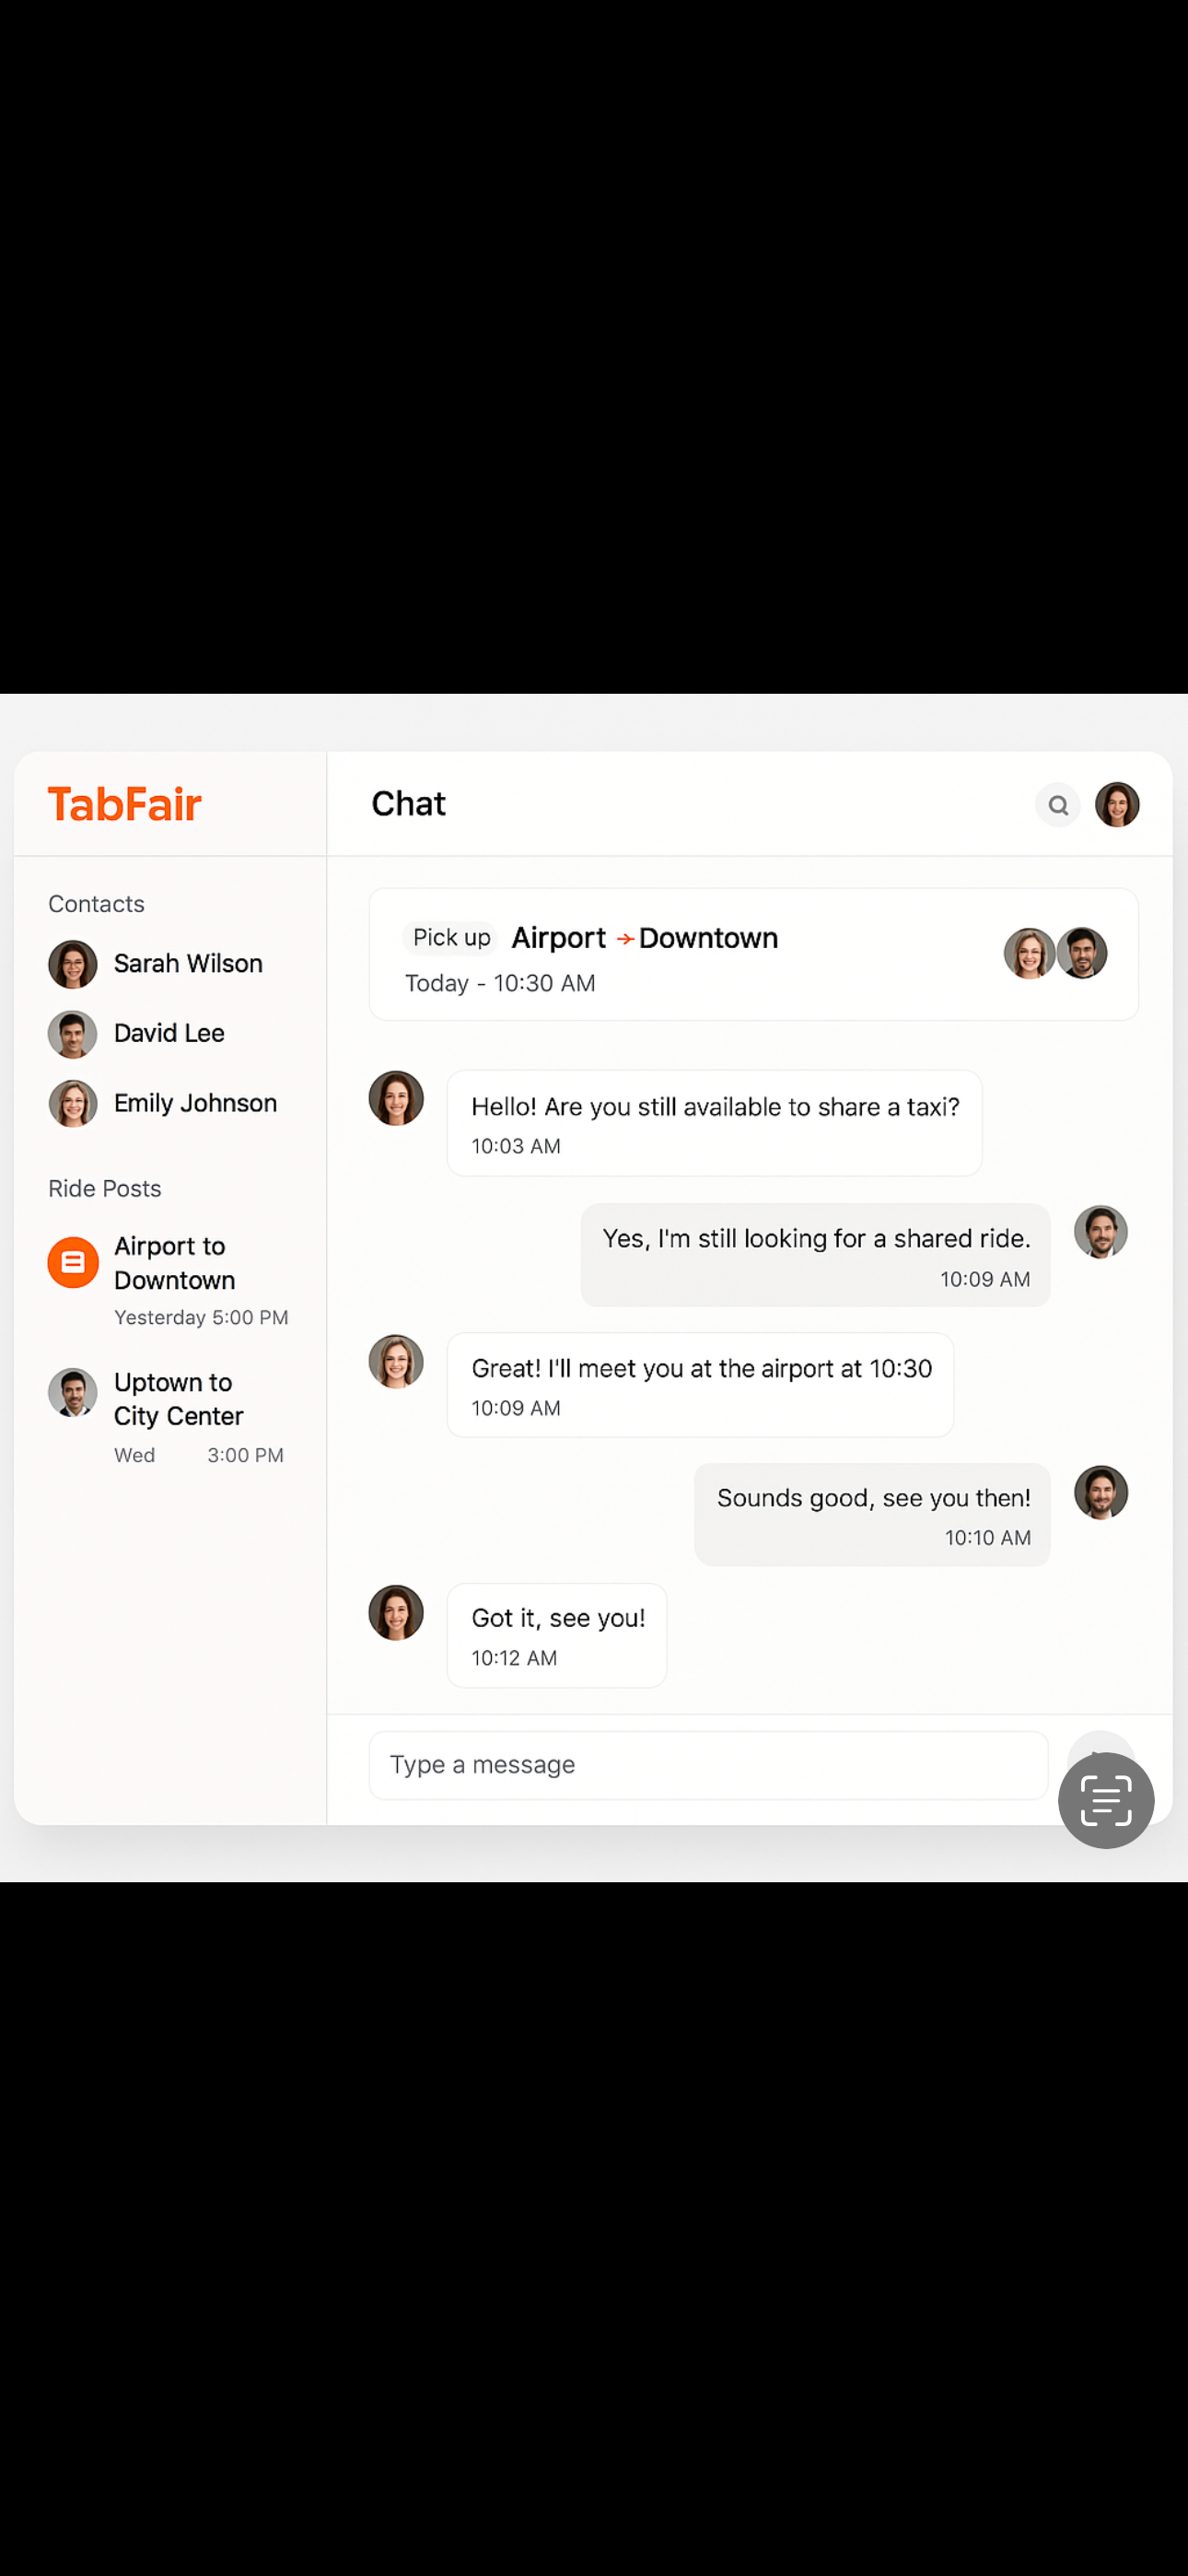 TabFair
Chat
Contacts
Sarah Wilson
David Lee
Emily Johnson
Ride Posts
Airport to
Downtown
Yesterday 5:00 PM
Uptown to
City Center
Wed 3:00 PM
Pick up Airport → Downtown
Today - 10:30 AM
Hello! Are you still available to share a taxi?
10:03 AM
Yes, I'm still looking for a shared ride.
10:09 AM
Great! I'll meet you at the airport at 10:30
10:09 AM
Sounds good, see you then!
10:10 AM
Got it, see you!
10:12 AM
Type a message